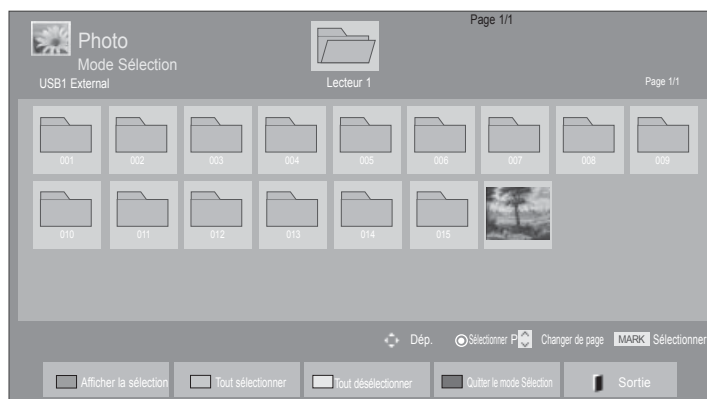 Page 1/1
Photo
Mode Sélection
USB1 External
Lecteur 1
Page 1/1
001 002 003 004 005 006 007 008 009
010 011 012 013 014 015
Dép. Sélectionner P Changer de page MARK Sélectionner
Afficher la sélection Tout sélectionner Tout désélectionner Quitter le mode Sélection Sortie